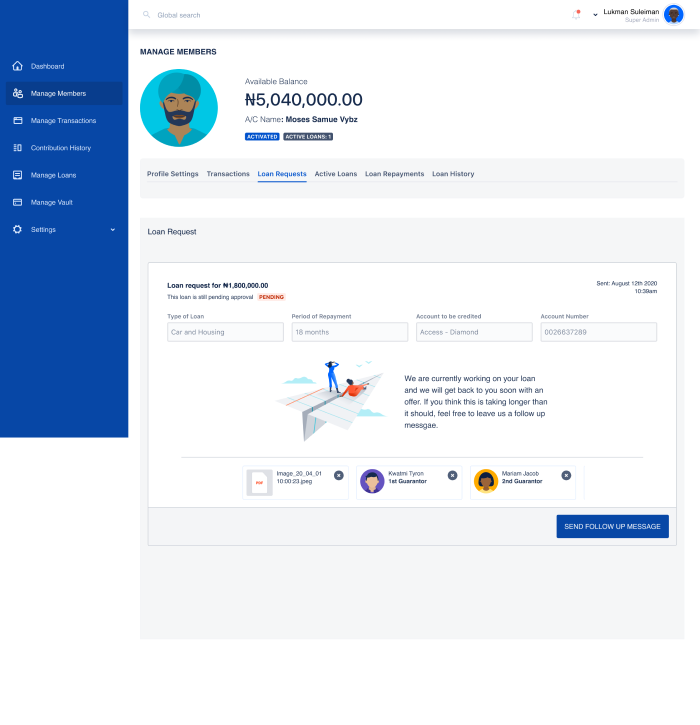 Global search
Lukman Suleiman
Super Admin
Dashboard
Manage Members
Manage Transactions
Contribution History
Manage Loans
Manage Vault
Settings
MANAGE MEMBERS
Available Balance
₦5,040,000.00
A/C Name: Moses Samue Vybz
ACTIVATED ACTIVE LOANS: 1
Profile Settings Transactions Loan Requests Active Loans Loan Repayments Loan History
Loan Request
Loan request for ₦1,800,000.00
This loan is still pending approval PENDING
Sent: August 12th 2020
10:39am
Type of Loan Period of Repayment Account to be credited Account Number
Car and Housing 18 months Access - Diamond 0026637289
We are currently working on your loan
and we will get back to you soon with an
offer. If you think this is taking longer than
it should, feel free to leave us a follow up
messgae.
PDF
Image_20_04_01
10:00:23.jpeg
Kwatmi Tyron
1st Guarantor
Mariam Jacob
2nd Guarantor
SEND FOLLOW UP MESSAGE